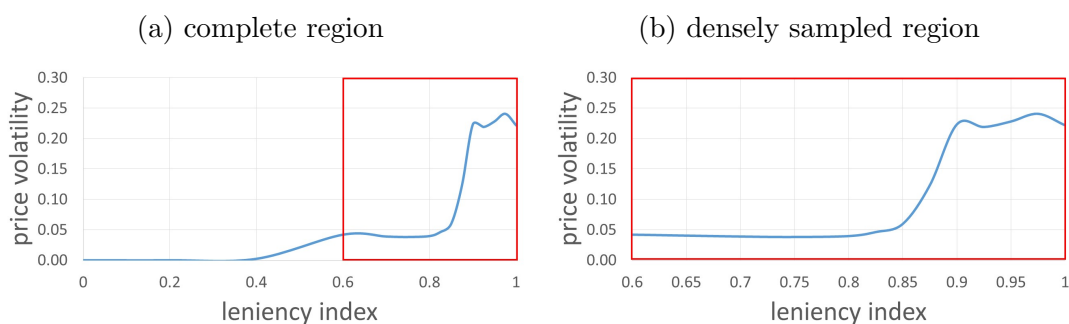 (a) complete region
price volatility
0.30
0.25
0.20
0.15
0.10
0.05
0.00
0 0.2 0.4 0.6 0.8 1
leniency index
(b) densely sampled region
price volatility
0.30
0.25
0.20
0.15
0.10
0.05
0.00
0.6 0.65 0.7 0.75 0.8 0.85 0.9 0.95 1
leniency index